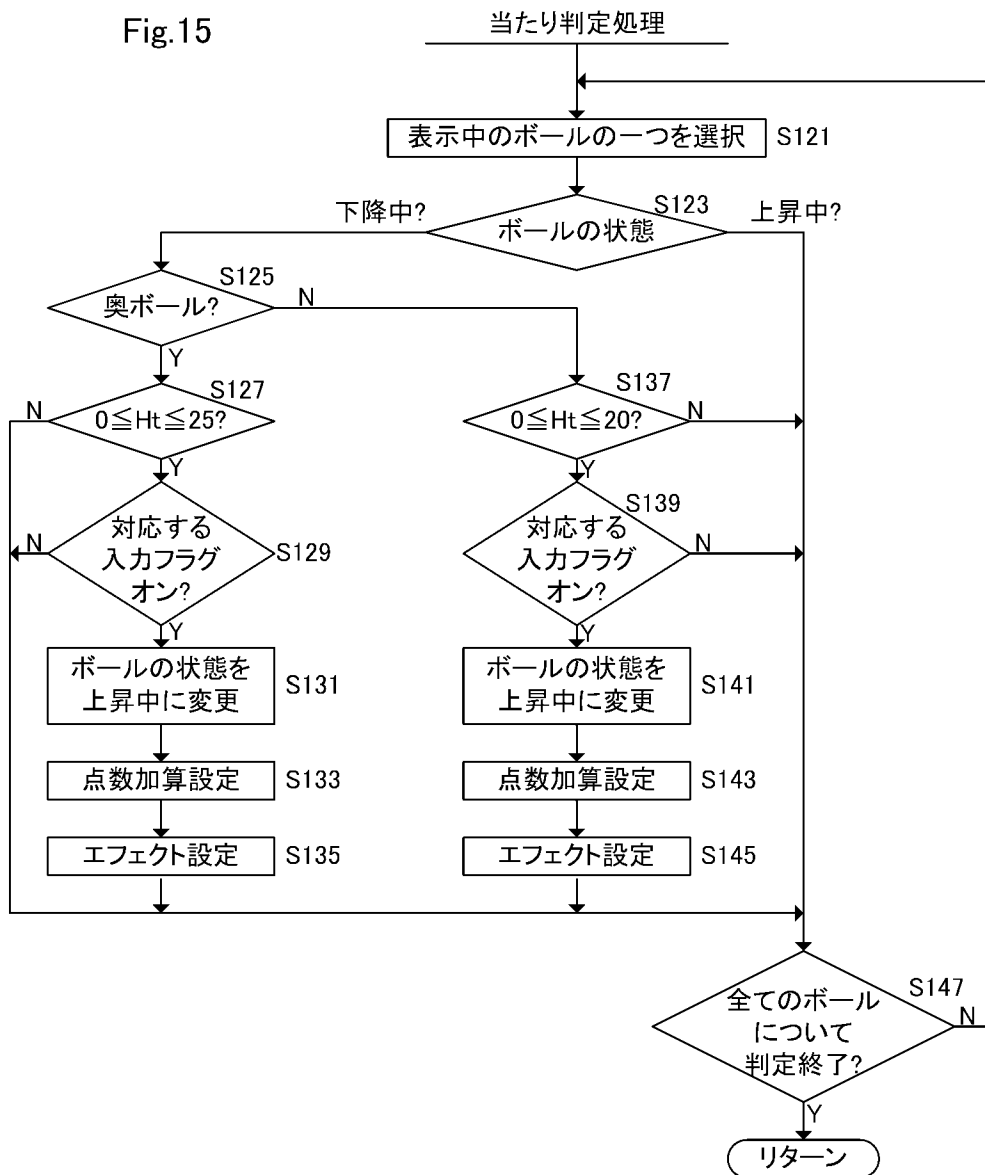 Fig.15
当たり判定処理
表示中のボールの一つを選択
S121
下降中?
S123
上昇中?
ボールの状態
S125
奥ボール?
N
Y
S127
N
0≦Ht≦25?
Y
S137
0≦Ht≦20?
N
Y
N
対応する
入力フラグ
オン?
S129
Y
S139
対応する
入力フラグ
オン?
N
Y
ボールの状態を
上昇中に変更
S131
ボールの状態を
上昇中に変更
S141
点数加算設定
S133
点数加算設定
S143
エフェクト設定
S135
エフェクト設定
S145
S147
全てのボール
について
判定終了?
N
Y
リターン